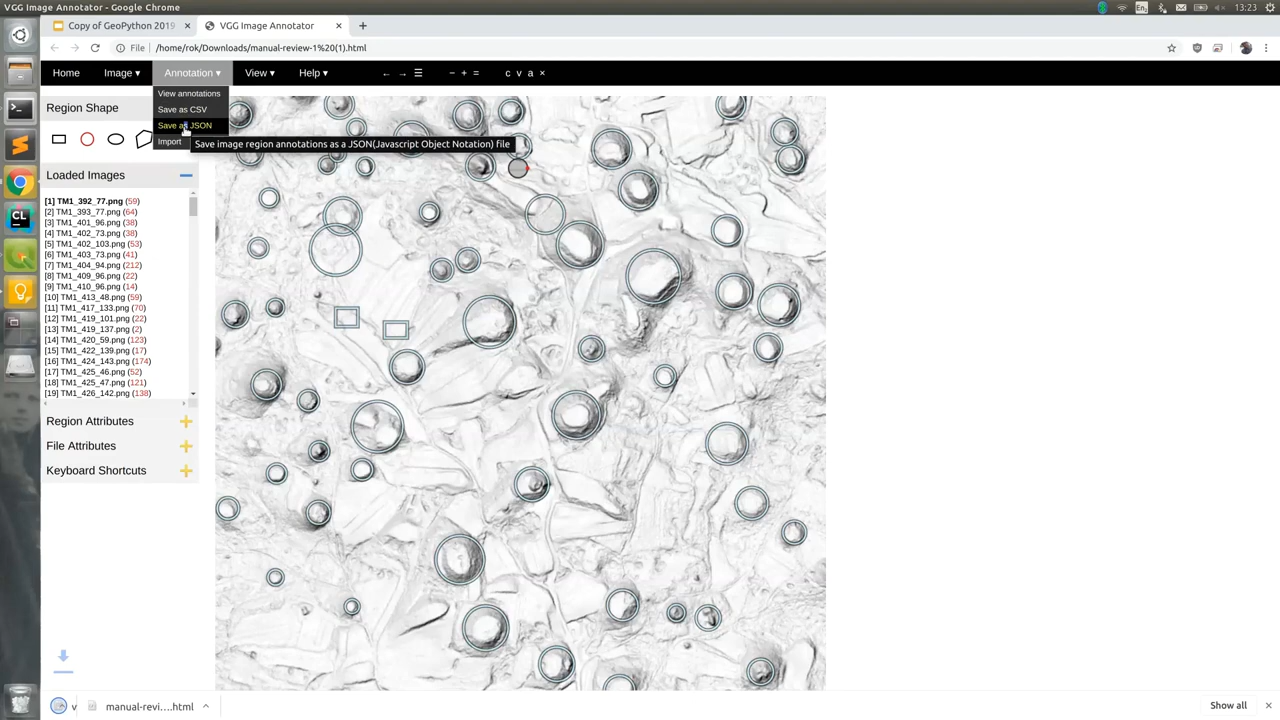 VGG Image Annotator - Google Chrome
En
13:23
Copy of GeoPython 2019
VGG Image Annotator
File
/home/rok/Downloads/manual-review-1%20(1).html
Home
Image ▾
Annotation ▾
View ▾
Help ▾
← → ☰
− + =
c v a ×
View annotations
Save as CSV
Save as JSON
Import
Save image region annotations as a JSON(Javascript Object Notation) file
Region Shape
Loaded Images
[1] TM1_392_77.png (59)
[2] TM1_393_77.png (64)
[3] TM1_401_96.png (38)
[4] TM1_402_73.png (38)
[5] TM1_402_103.png (53)
[6] TM1_403_73.png (41)
[7] TM1_404_94.png (212)
[8] TM1_409_96.png (22)
[9] TM1_410_96.png (14)
[10] TM1_413_48.png (59)
[11] TM1_417_133.png (70)
[12] TM1_419_101.png (22)
[13] TM1_419_137.png (2)
[14] TM1_420_59.png (123)
[15] TM1_422_139.png (17)
[16] TM1_424_143.png (174)
[17] TM1_425_46.png (52)
[18] TM1_425_47.png (121)
[19] TM1_426_142.png (138)
Region Attributes
File Attributes
Keyboard Shortcuts
CL
v
manual-revi....html
Show all